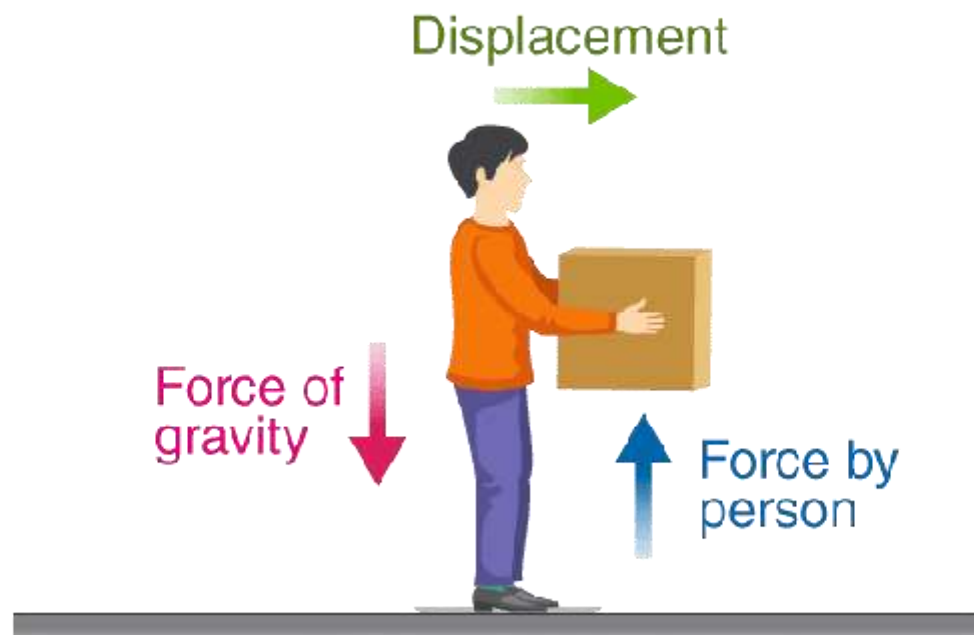 Displacement
Force of
gravity
Force by
person